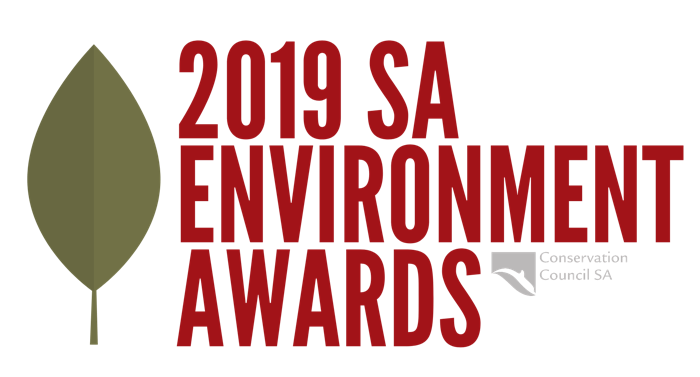 2019 SA
ENVIRONMENT
AWARDS
Conservation
Council SA